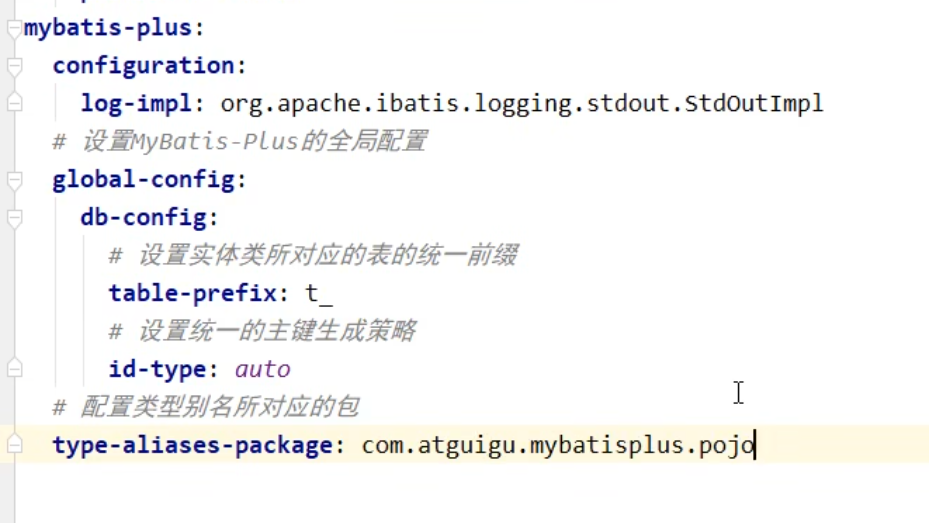 mybatis-plus:
configuration:
log-impl: org.apache.ibatis.logging.stdout.StdOutImpl
# 设置MyBatis-Plus的全局配置
global-config:
db-config:
# 设置实体类所对应的表的统一前缀
table-prefix: t_
# 设置统一的主键生成策略
id-type: auto
# 配置类型别名所对应的包
type-aliases-package: com.atguigu.mybatisplus.pojo